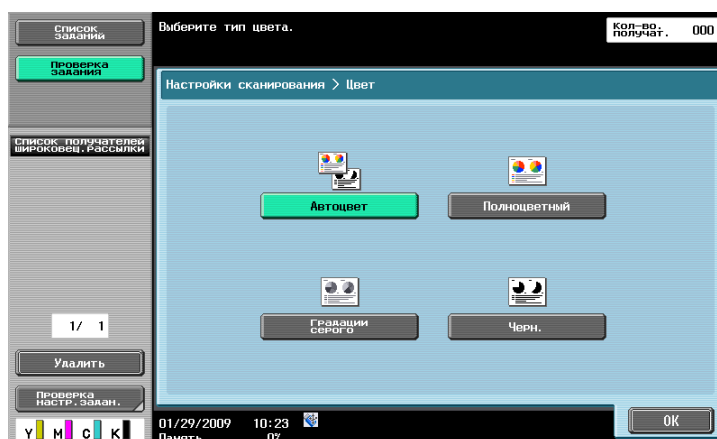 Список
заданий
Выберите тип цвета.
Кол-во.
получат.
000
Проверка
задания
Настройки сканирования > Цвет
Список получателей
широковещ.рассылки
Автоцвет
Полноцветный
Градации
серого
Черн.
1/ 1
Удалить
Проверка
настр.задан.
Y M C K
01/29/2009 10:23
Память 0%
OK